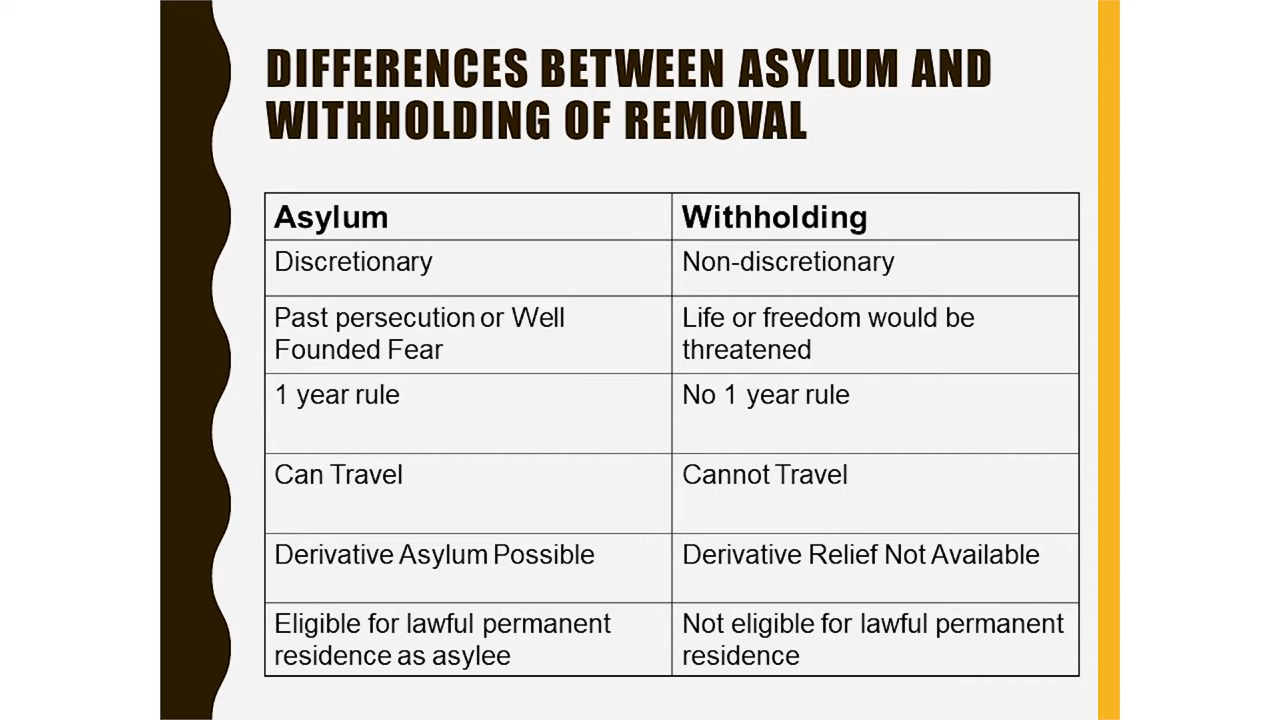 DIFFERENCES BETWEEN ASYLUM AND
WITHHOLDING OF REMOVAL
Asylum
Withholding
Discretionary
Non-discretionary
Past persecution or Well
Founded Fear
Life or freedom would be
threatened
1 year rule
No 1 year rule
Can Travel
Cannot Travel
Derivative Asylum Possible
Derivative Relief Not Available
Eligible for lawful permanent
residence as asylee
Not eligible for lawful permanent
residence